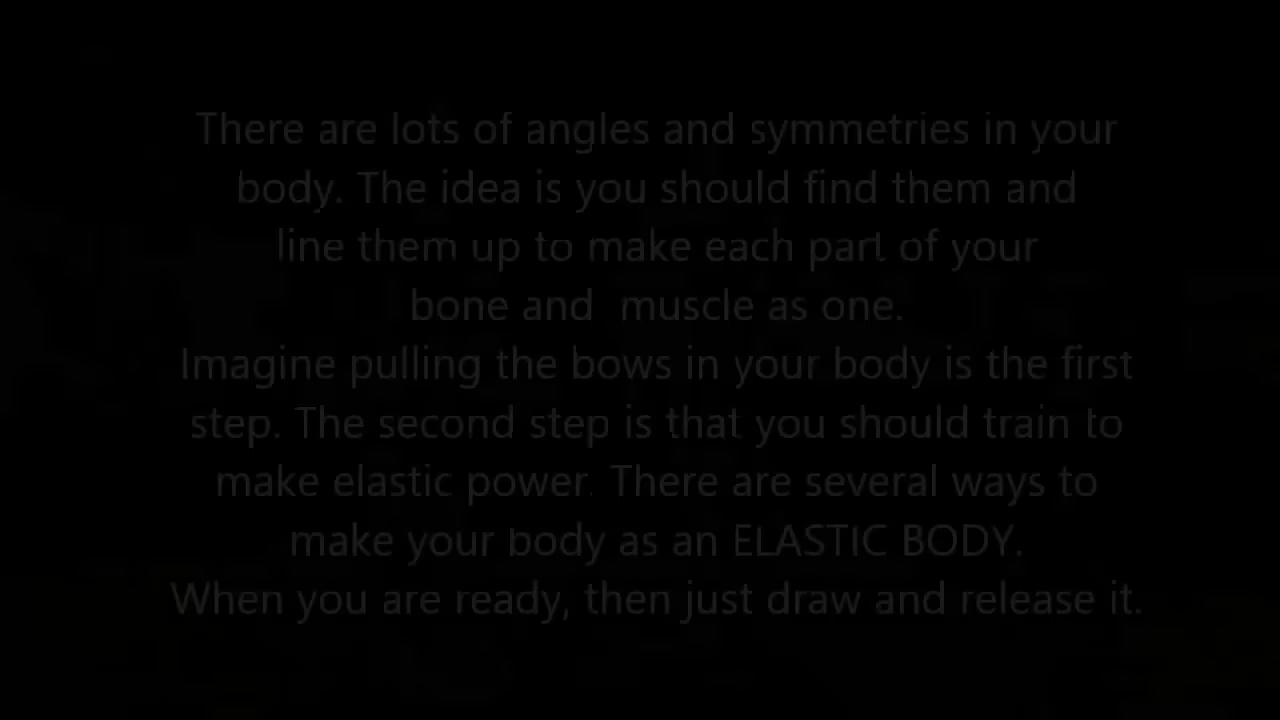 There are lots of angles and symmetries in your
body. The idea is you should find them and
line them up to make each part of your
bone and  muscle as one.
Imagine pulling the bows in your body is the first
step. The second step is that you should train to
make elastic power. There are several ways to
make your body as an ELASTIC BODY.
When you are ready, then just draw and release it.